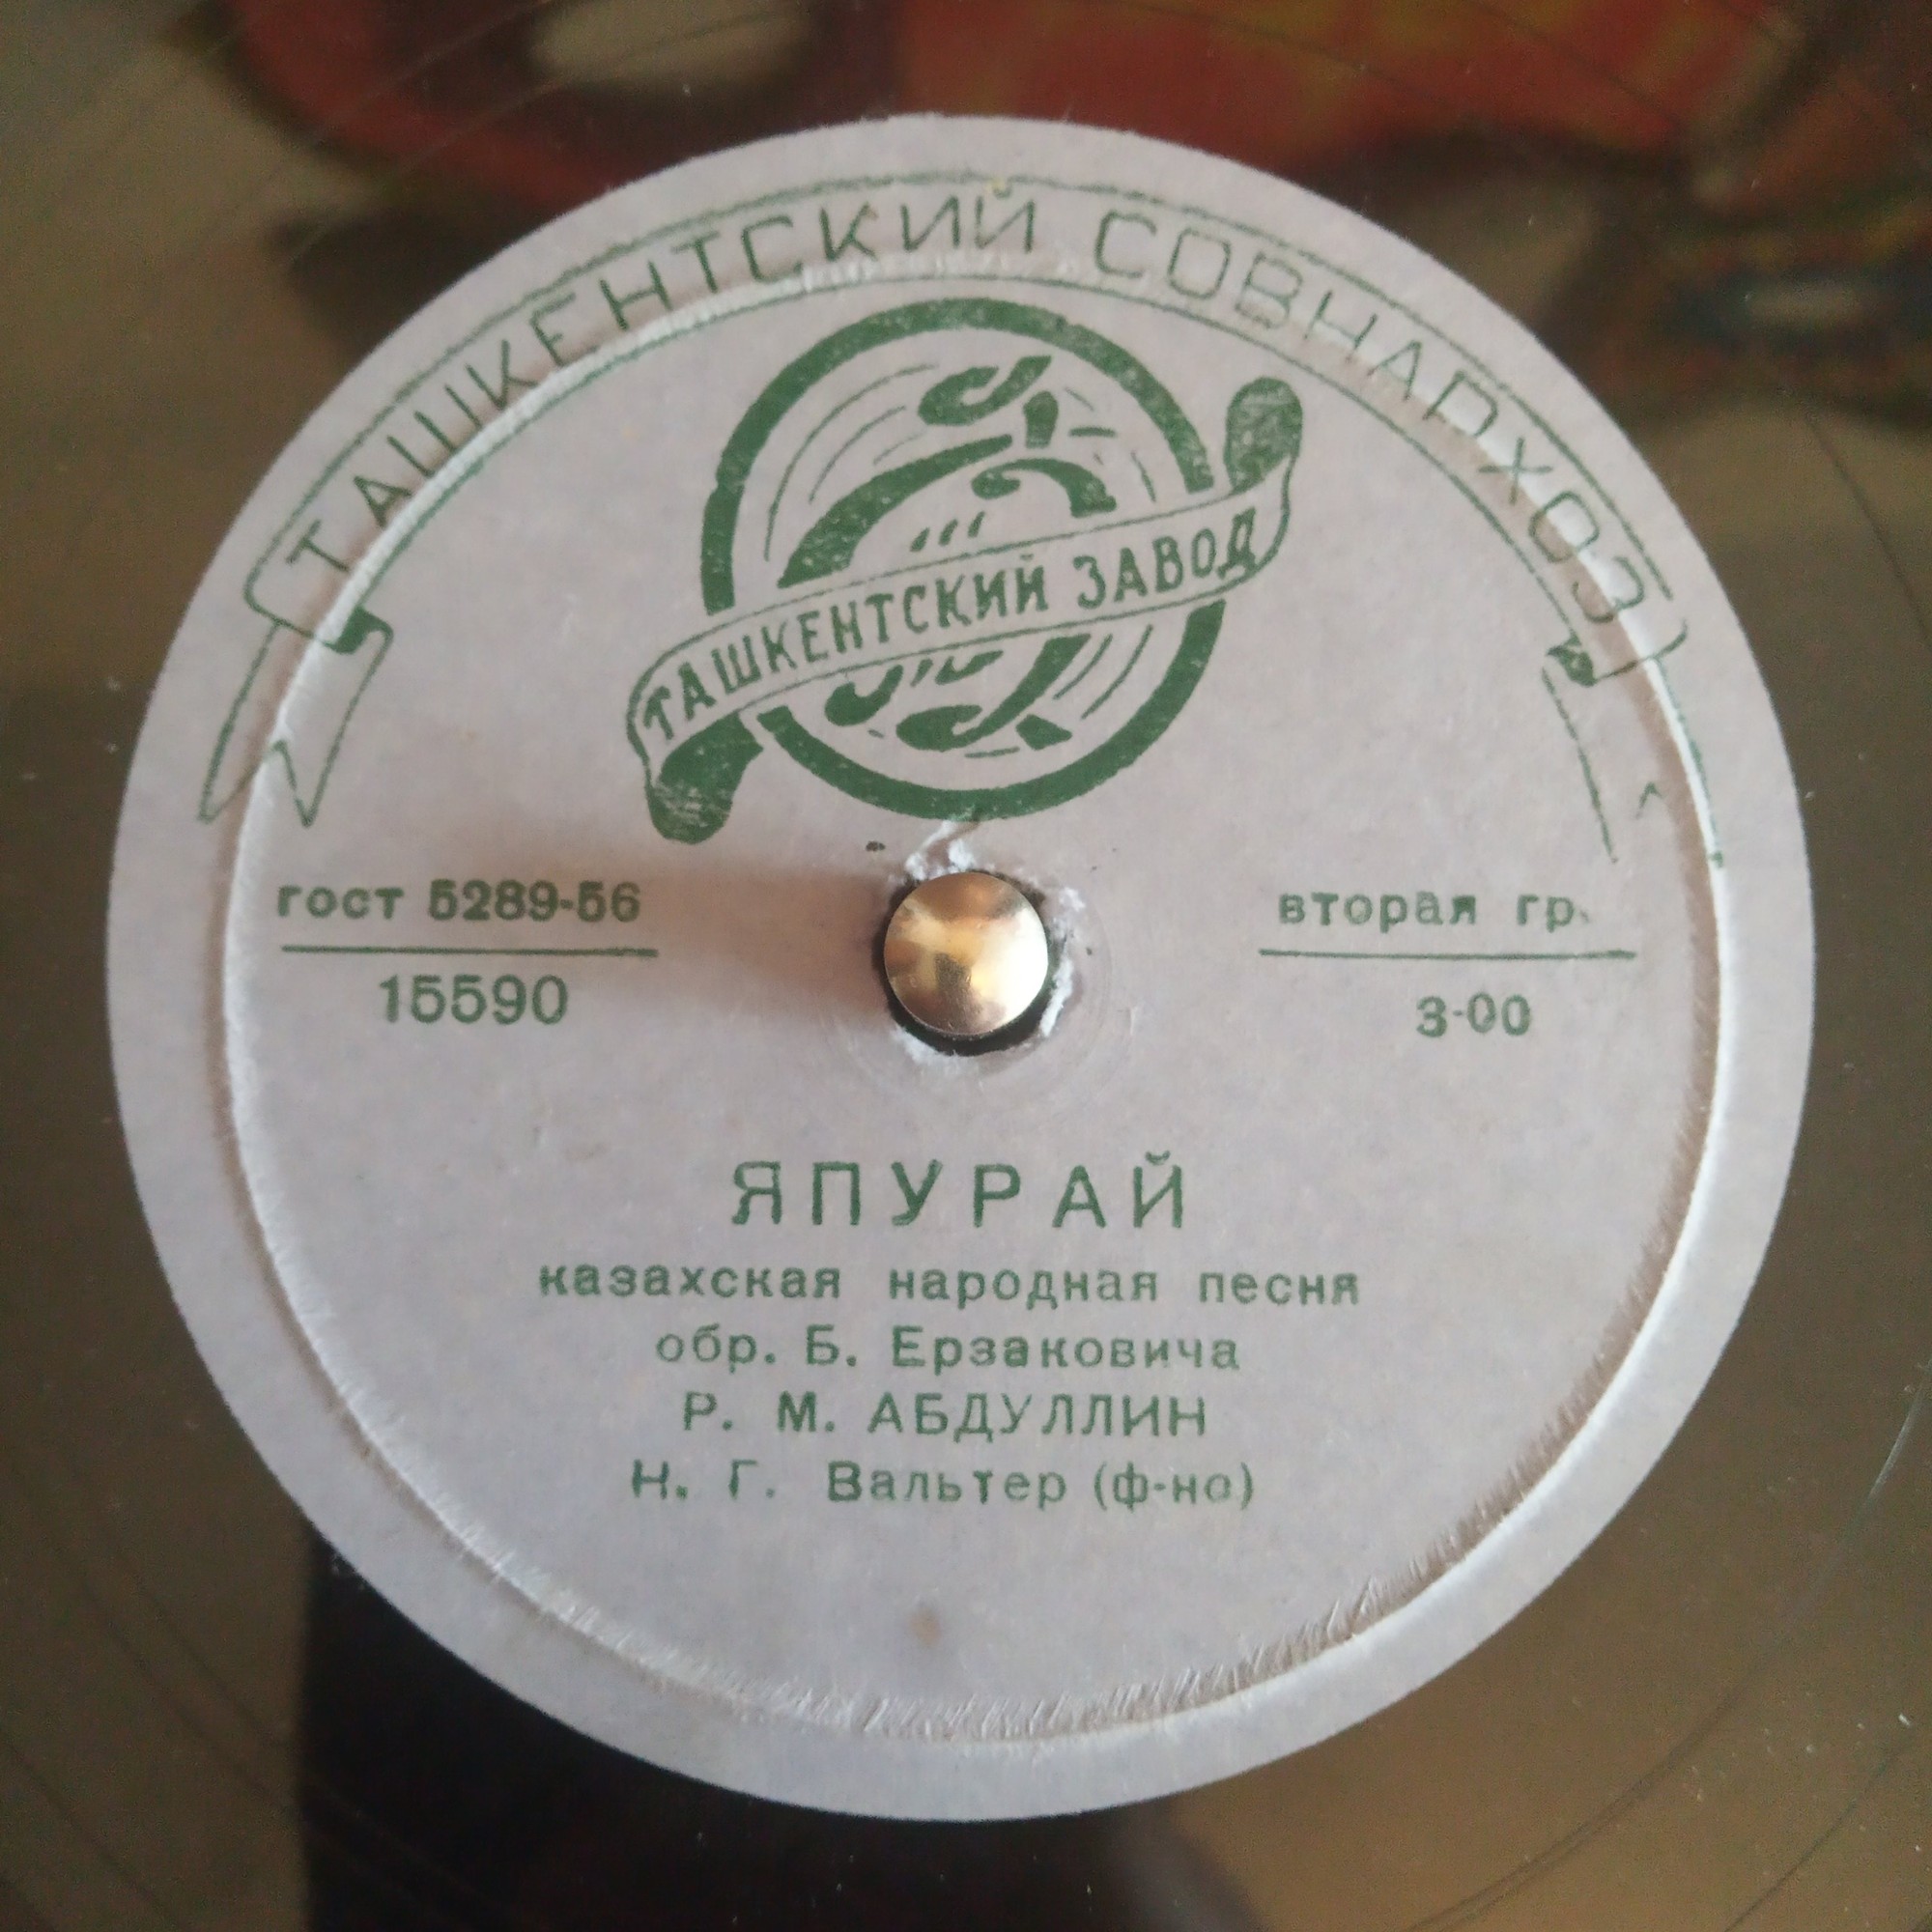 ТАШКЕНТСКИЙ СОВНАРХОЗ
ТАШКЕНТСКИЙ ЗАВОД
гост 5289-56
15590
вторая гр.
3-00
ЯПУРАЙ
казахская народная песня
обр. Б. Ерзаковича
Р. М. АБДУЛЛИН
Н. Г. Вальтер (ф-но)